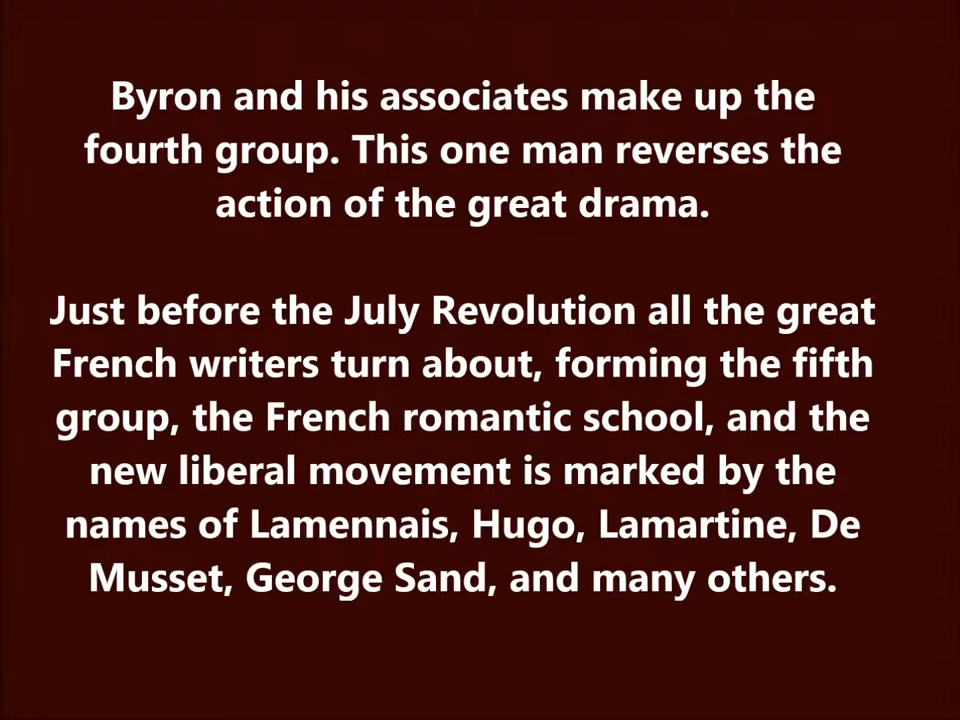 Byron and his associates make up the
fourth group. This one man reverses the
action of the great drama.
Just before the July Revolution all the great
French writers turn about, forming the fifth
group, the French romantic school, and the
new liberal movement is marked by the
names of Lamennais, Hugo, Lamartine, De
Musset, George Sand, and many others.